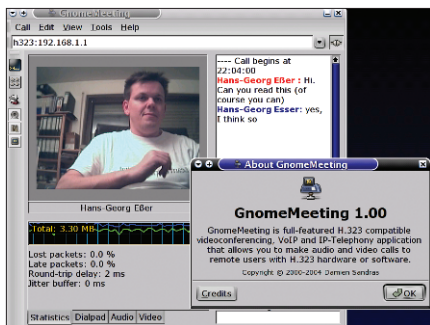 GnomeMeeting
Call Edit View Tools Help
h323:192.168.1.1
---- Call begins at
22:04:00
Hans-Georg Eßer : Hi.
Can you read this (of
course you can)
Hans-Georg Esser: yes,
I think so
Hans-Georg Eßer
Total: 3.30 MB
Lost packets: 0.0 %
Late packets: 0.0 %
Round-trip delay: 2 ms
Jitter buffer: 0 ms
Statistics Dialpad Audio Video
About GnomeMeeting
GnomeMeeting 1.00
GnomeMeeting is full-featured H.323 compatible
videoconferencing, VoIP and IP-Telephony application
that allows you to make audio and video calls to
remote users with H.323 hardware or software.
Copyright © 2000-2004 Damien Sandras
Credits
OK